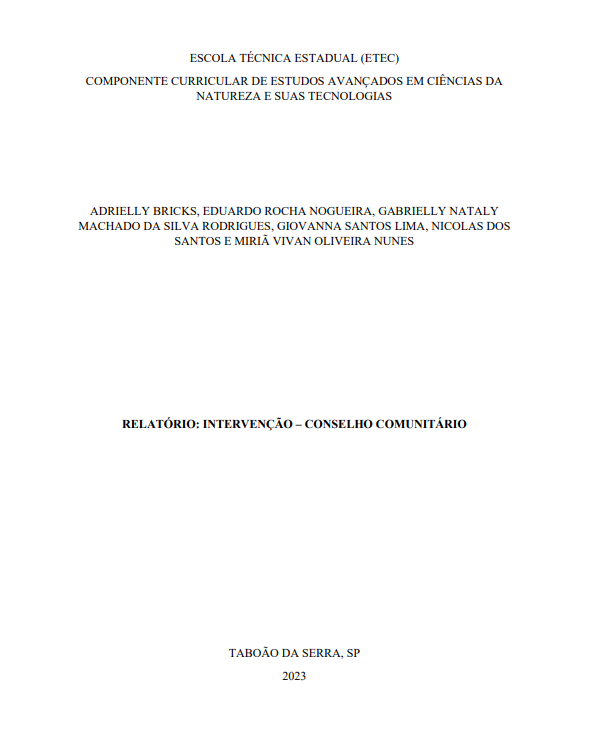 ESCOLA TÉCNICA ESTADUAL (ETEC)
COMPONENTE CURRICULAR DE ESTUDOS AVANÇADOS EM CIÊNCIAS DA
NATUREZA E SUAS TECNOLOGIAS
ADRIELLY BRICKS, EDUARDO ROCHA NOGUEIRA, GABRIELLY NATALY
MACHADO DA SILVA RODRIGUES, GIOVANNA SANTOS LIMA, NICOLAS DOS
SANTOS E MIRIÃ VIVAN OLIVEIRA NUNES
RELATÓRIO: INTERVENÇÃO – CONSELHO COMUNITÁRIO
TABOÃO DA SERRA, SP
2023